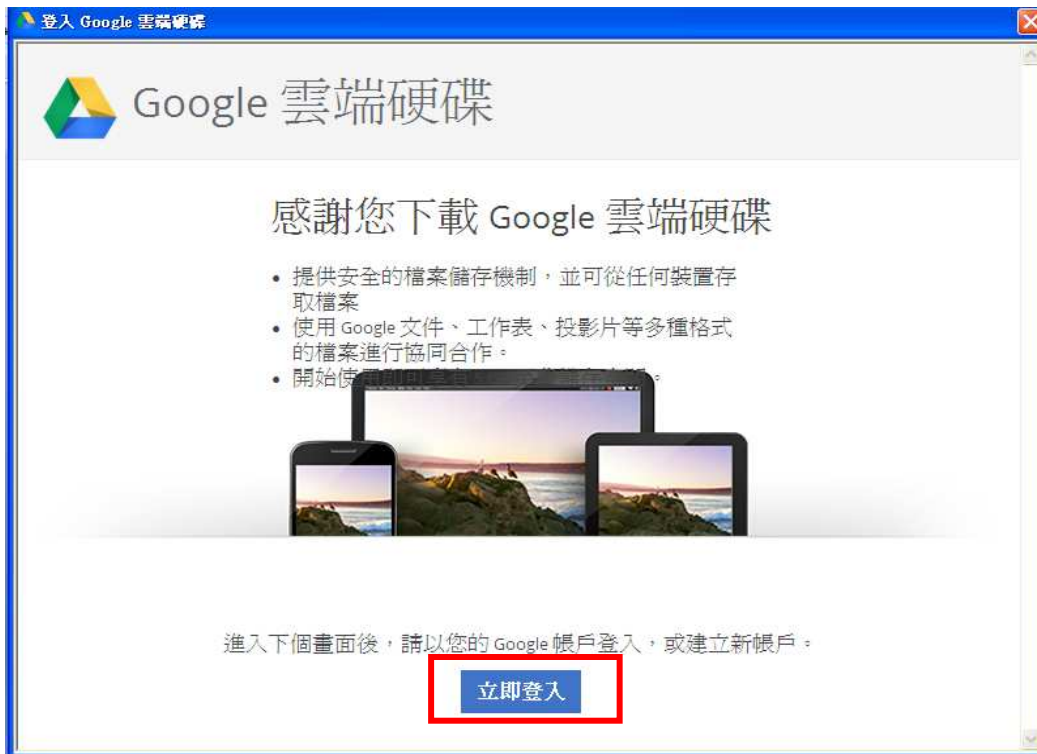 登入 Google 雲端硬碟
Google 雲端硬碟
感謝您下載 Google 雲端硬碟
• 提供安全的檔案儲存機制，並可從任何裝置存
取檔案
• 使用 Google 文件、工作表、投影片等多種格式
的檔案進行協同合作。
• 開始使
進入下個畫面後，請以您的 Google 帳戶登入，或建立新帳戶。
立即登入